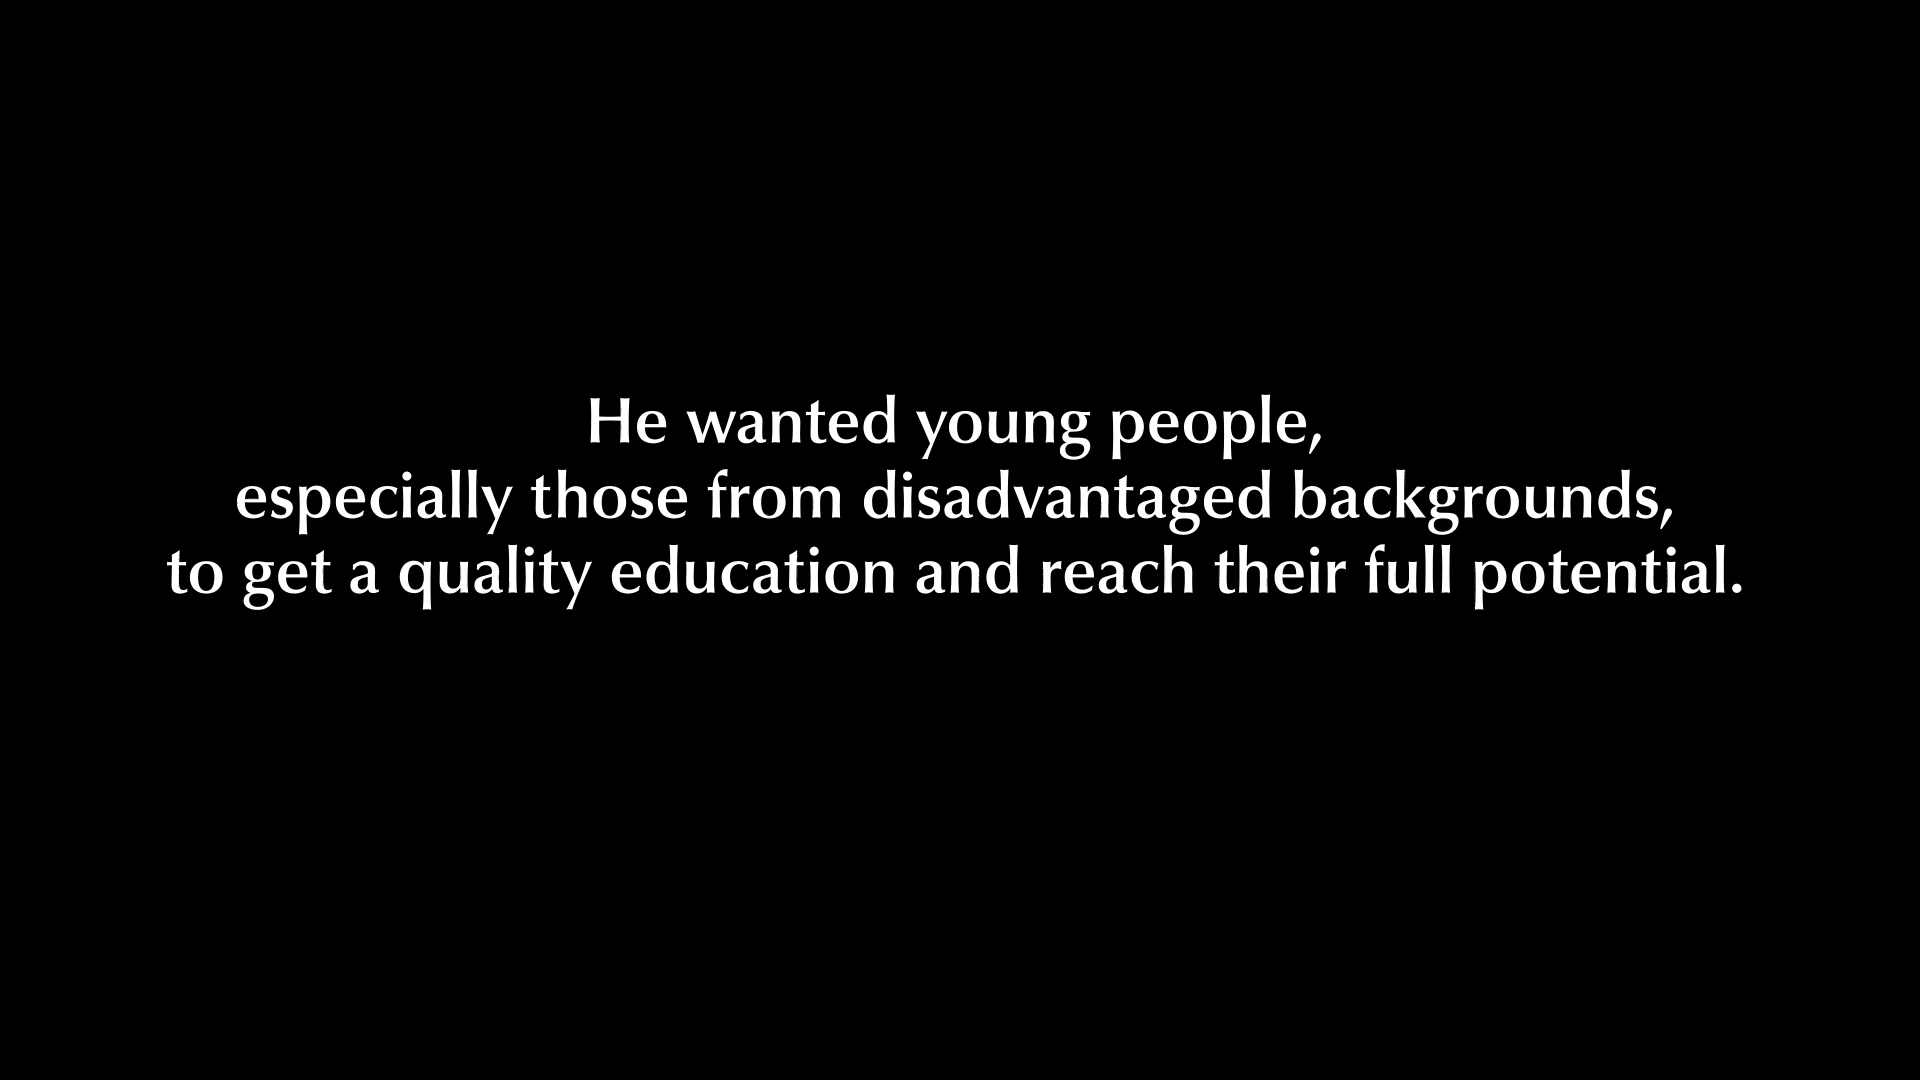 He wanted young people,
especially those from disadvantaged backgrounds,
to get a quality education and reach their full potential.